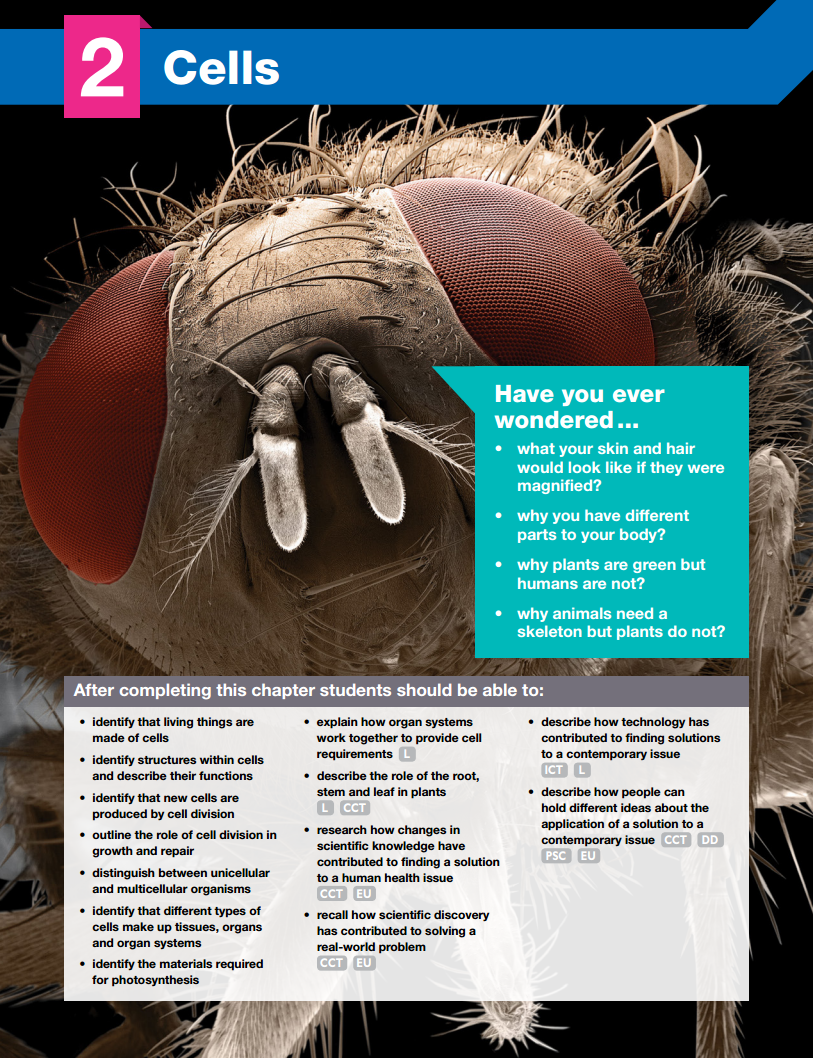 2
Cells
Have you ever
wondered...
• what your skin and hair
would look like if they were
magnified?
• why you have different
parts to your body?
• why plants are green but
humans are not?
• why animals need a
skeleton but plants do not?
After completing this chapter students should be able to:
• identify that living things are
made of cells
• identify structures within cells
and describe their functions
• identify that new cells are
produced by cell division
• outline the role of cell division in
growth and repair
• distinguish between unicellular
and multicellular organisms
• identify that different types of
cells make up tissues, organs
and organ systems
• identify the materials required
for photosynthesis
• explain how organ systems
work together to provide cell
requirements L
• describe the role of the root,
stem and leaf in plants
L CCT
• research how changes in
scientific knowledge have
contributed to finding a solution
to a human health issue
CCT EU
• recall how scientific discovery
has contributed to solving a
real-world problem
CCT EU
• describe how technology has
contributed to finding solutions
to a contemporary issue
ICT L
• describe how people can
hold different ideas about the
application of a solution to a
contemporary issue CCT DD
PSC EU